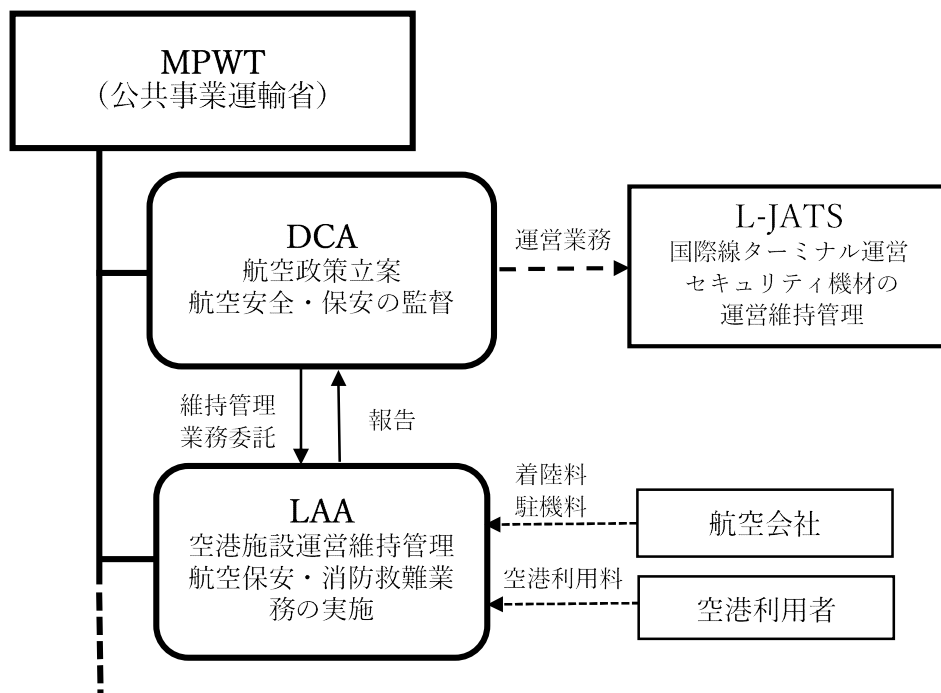 MPWT
(公共事業運輸省)
DCA
航空政策立案
航空安全・保安の監督
運営業務
L-JATS
国際線ターミナル運営
セキュリティ機材の
運営維持管理
維持管理
業務委託
報告
LAA
空港施設運営維持管理
航空保安・消防救難業
務の実施
着陸料
駐機料
航空会社
空港利用料
空港利用者